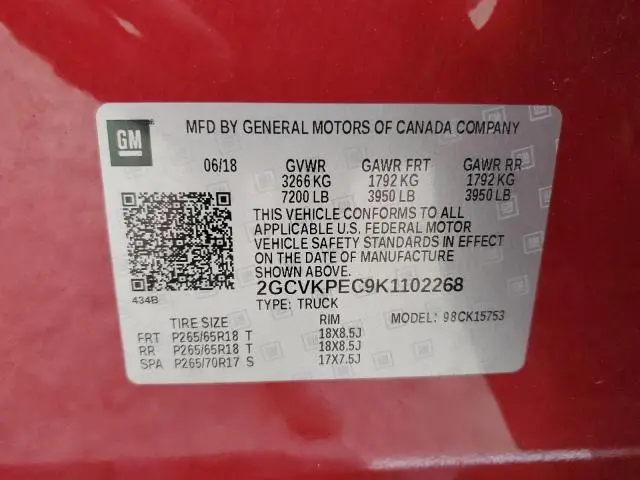 GM
MFD BY GENERAL MOTORS OF CANADA COMPANY
06/18 GVWR GAWR FRT GAWR RR
3266 KG 1792 KG 1792 KG
7200 LB 3950 LB 3950 LB
THIS VEHICLE CONFORMS TO ALL
APPLICABLE U.S. FEDERAL MOTOR
VEHICLE SAFETY STANDARDS IN EFFECT
ON THE DATE OF MANUFACTURE
SHOWN ABOVE.
434B
2GCVKPEC9K1102268
TYPE: TRUCK
TIRE SIZE RIM MODEL: 98CK15753
FRT P265/65R18 T 18X8.5J
RR P265/65R18 T 18X8.5J
SPA P265/70R17 S 17X7.5J